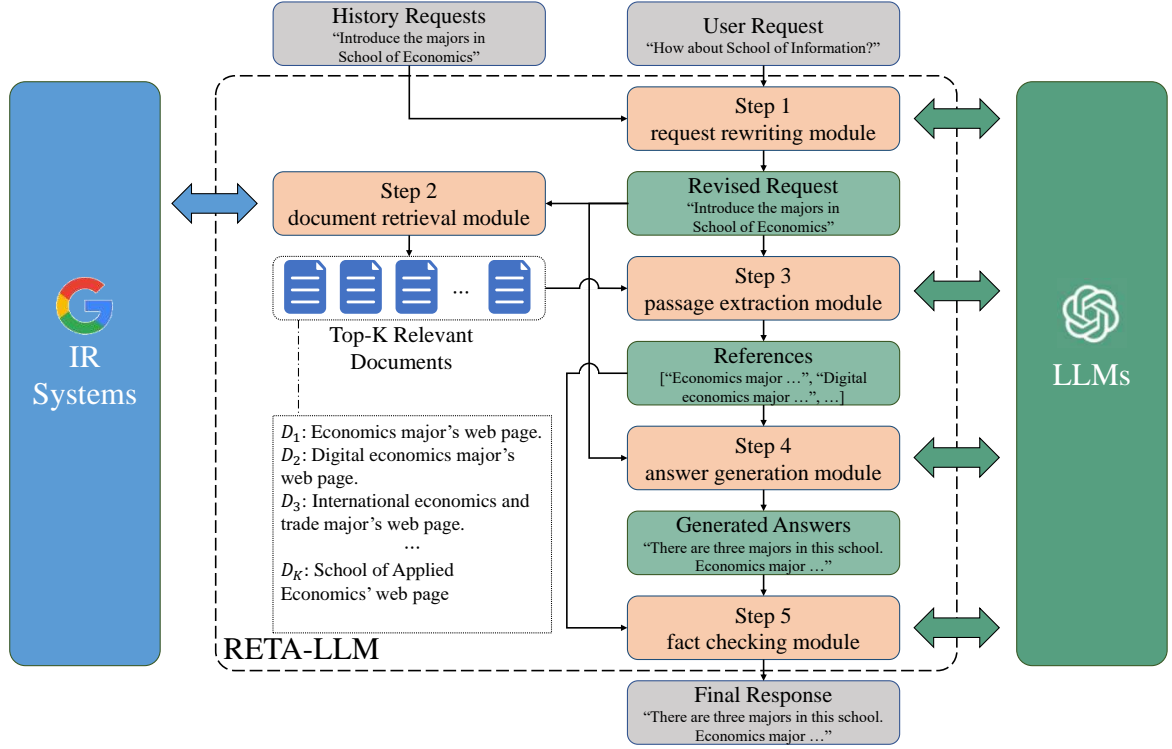 History Requests
“Introduce the majors in
School of Economics”
User Request
“How about School of Information?”
Step 1
request rewriting module
Step 2
document retrieval module
Revised Request
“Introduce the majors in
School of Economics”
...
Top-K Relevant
Documents
Step 3
passage extraction module
IR
Systems
LLMs
References
[“Economics major …”, “Digital
economics major …”, …]
D₁: Economics major’s web page.
D₂: Digital economics major’s
web page.
D₃: International economics and
trade major’s web page.
...
D_K: School of Applied
Economics’ web page
Step 4
answer generation module
Generated Answers
“There are three majors in this school.
Economics major …”
Step 5
fact checking module
RETA-LLM
Final Response
“There are three majors in this school.
Economics major …”